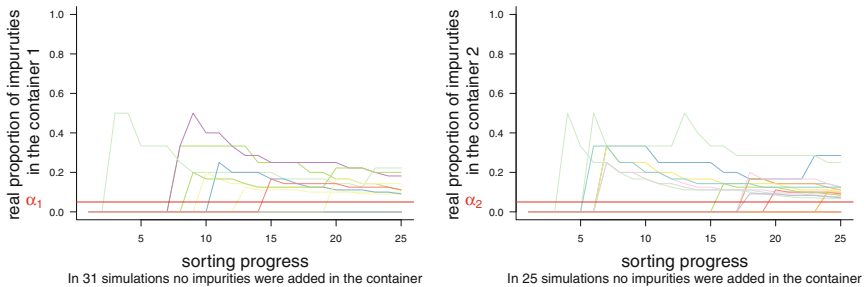 real proportion of impuruties
in the container 1
1.0
0.8
0.6
0.4
0.2
α1
0.0
5
10
15
20
25
sorting progress
In 31 simulations no impurities were added in the container
real proportion of impuruties
in the container 2
1.0
0.8
0.6
0.4
0.2
α2
0.0
5
10
15
20
25
sorting progress
In 25 simulations no impurities were added in the container